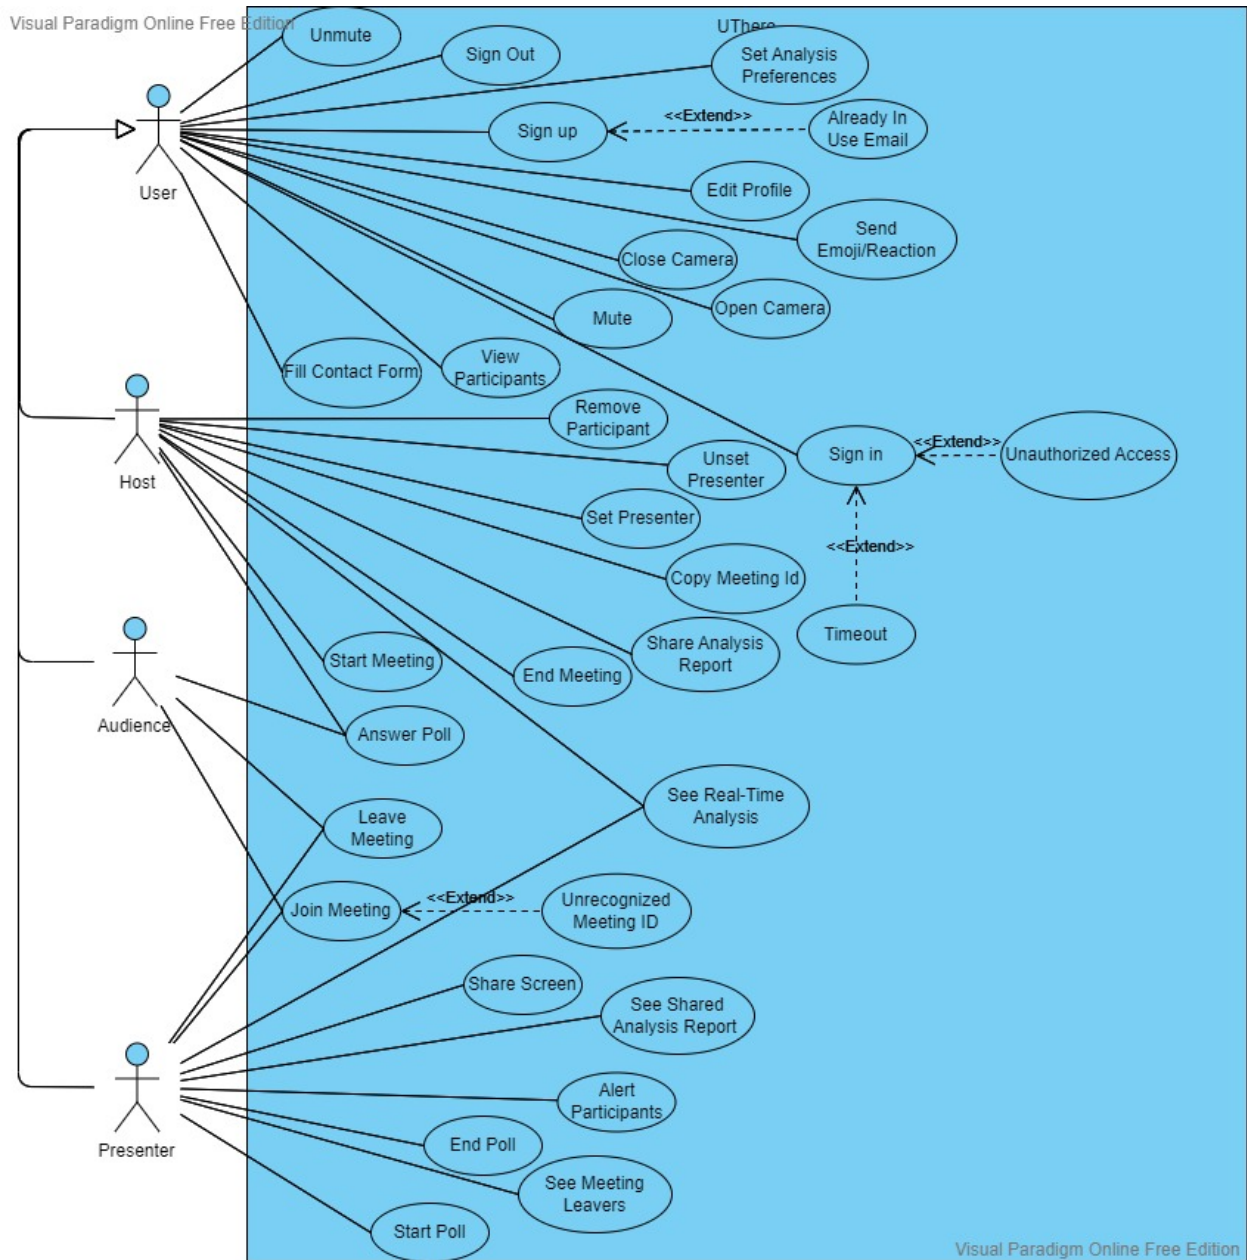 Visual Paradigm Online Free Edition
UThere
Unmute
Sign Out
Set Analysis
Preferences
<<Extend>>
Sign up
Already In
Use Email
User
Edit Profile
Send
Emoji/Reaction
Close Camera
Open Camera
Mute
Fill Contact Form
View
Participants
Remove
Participant
Host
Unset
Presenter
Sign in
<<Extend>>
Unauthorized Access
Set Presenter
<<Extend>>
Copy Meeting Id
Timeout
Share Analysis
Report
Start Meeting
End Meeting
Audience
Answer Poll
See Real-Time
Analysis
Leave
Meeting
Join Meeting
<<Extend>>
Unrecognized
Meeting ID
Share Screen
See Shared
Analysis Report
Alert
Participants
Presenter
End Poll
See Meeting
Leavers
Start Poll
Visual Paradigm Online Free Edition